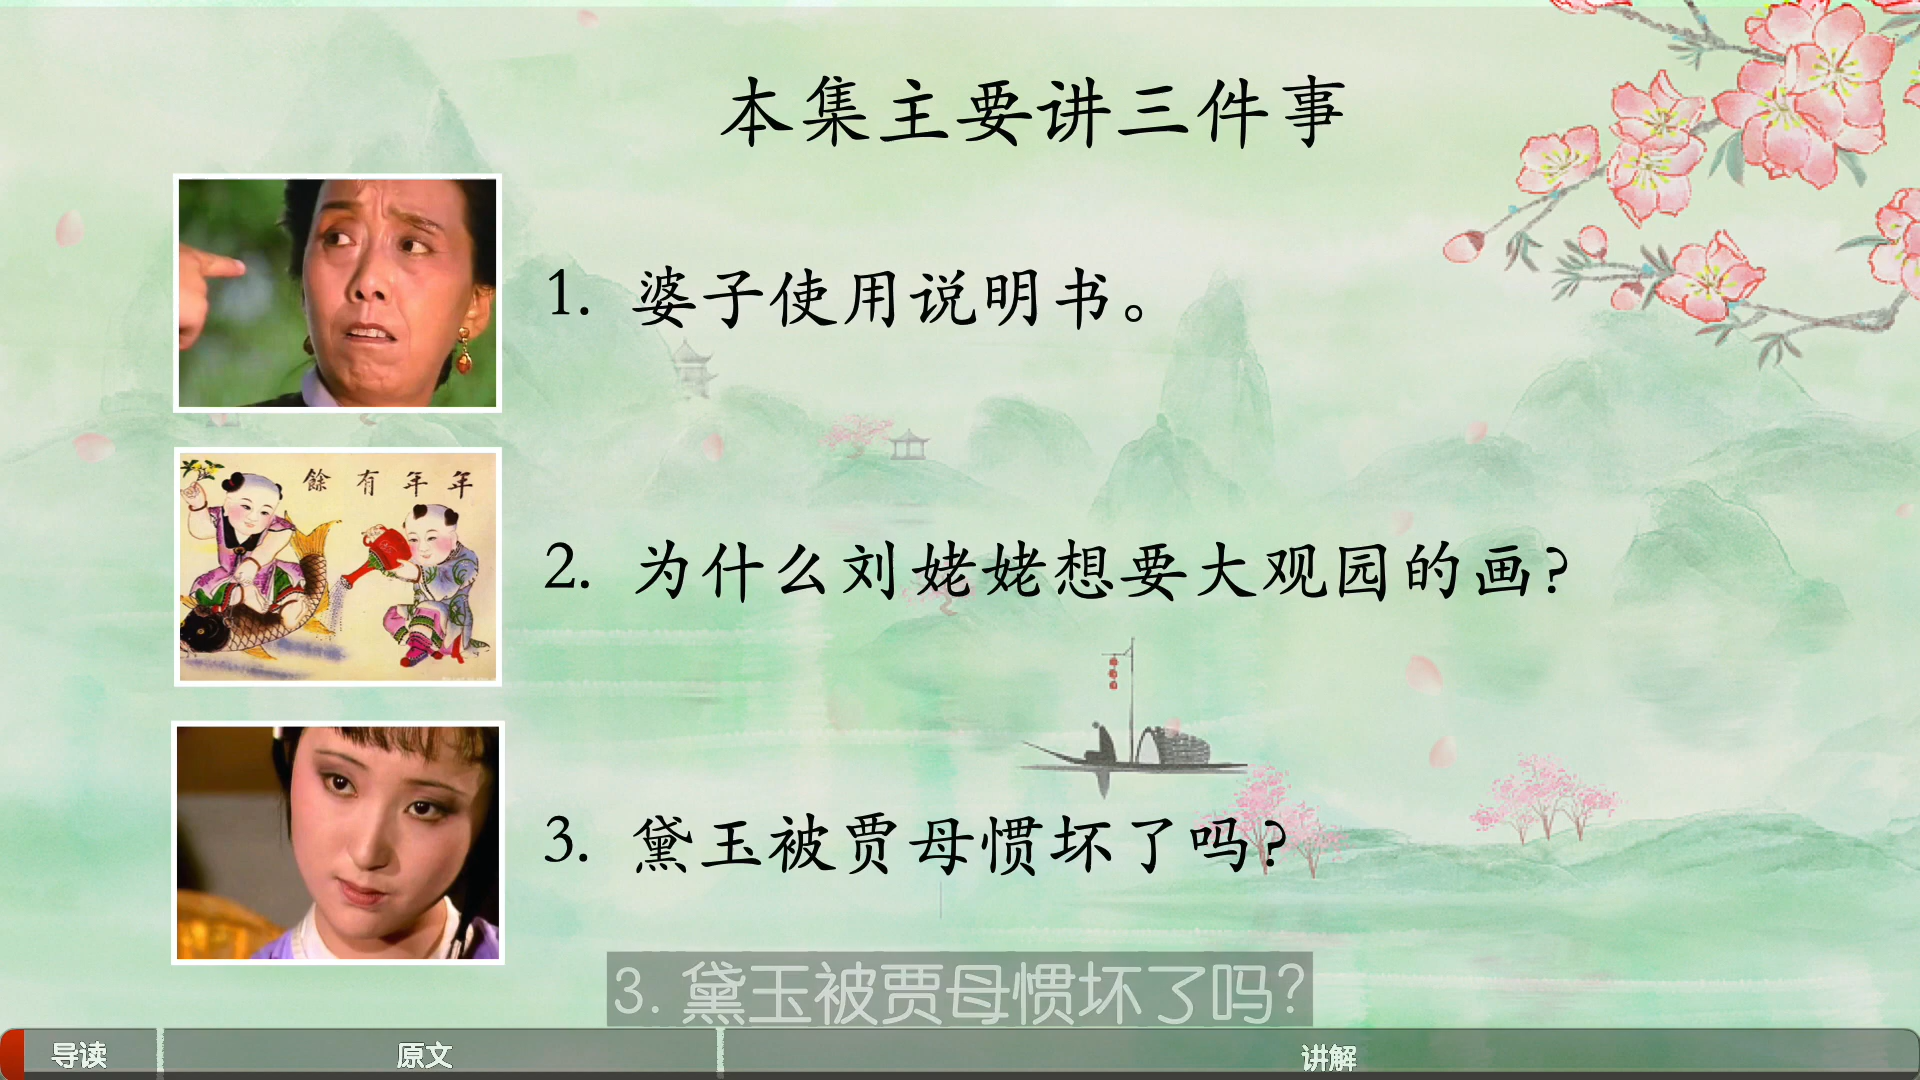 本集主要讲三件事
1. 婆子使用说明书。
餘有年年
2. 为什么刘姥姥想要大观园的画?
3. 黛玉被贾母惯坏了吗?
3. 黛玉被贾母惯坏了吗?
导读
原文
讲解